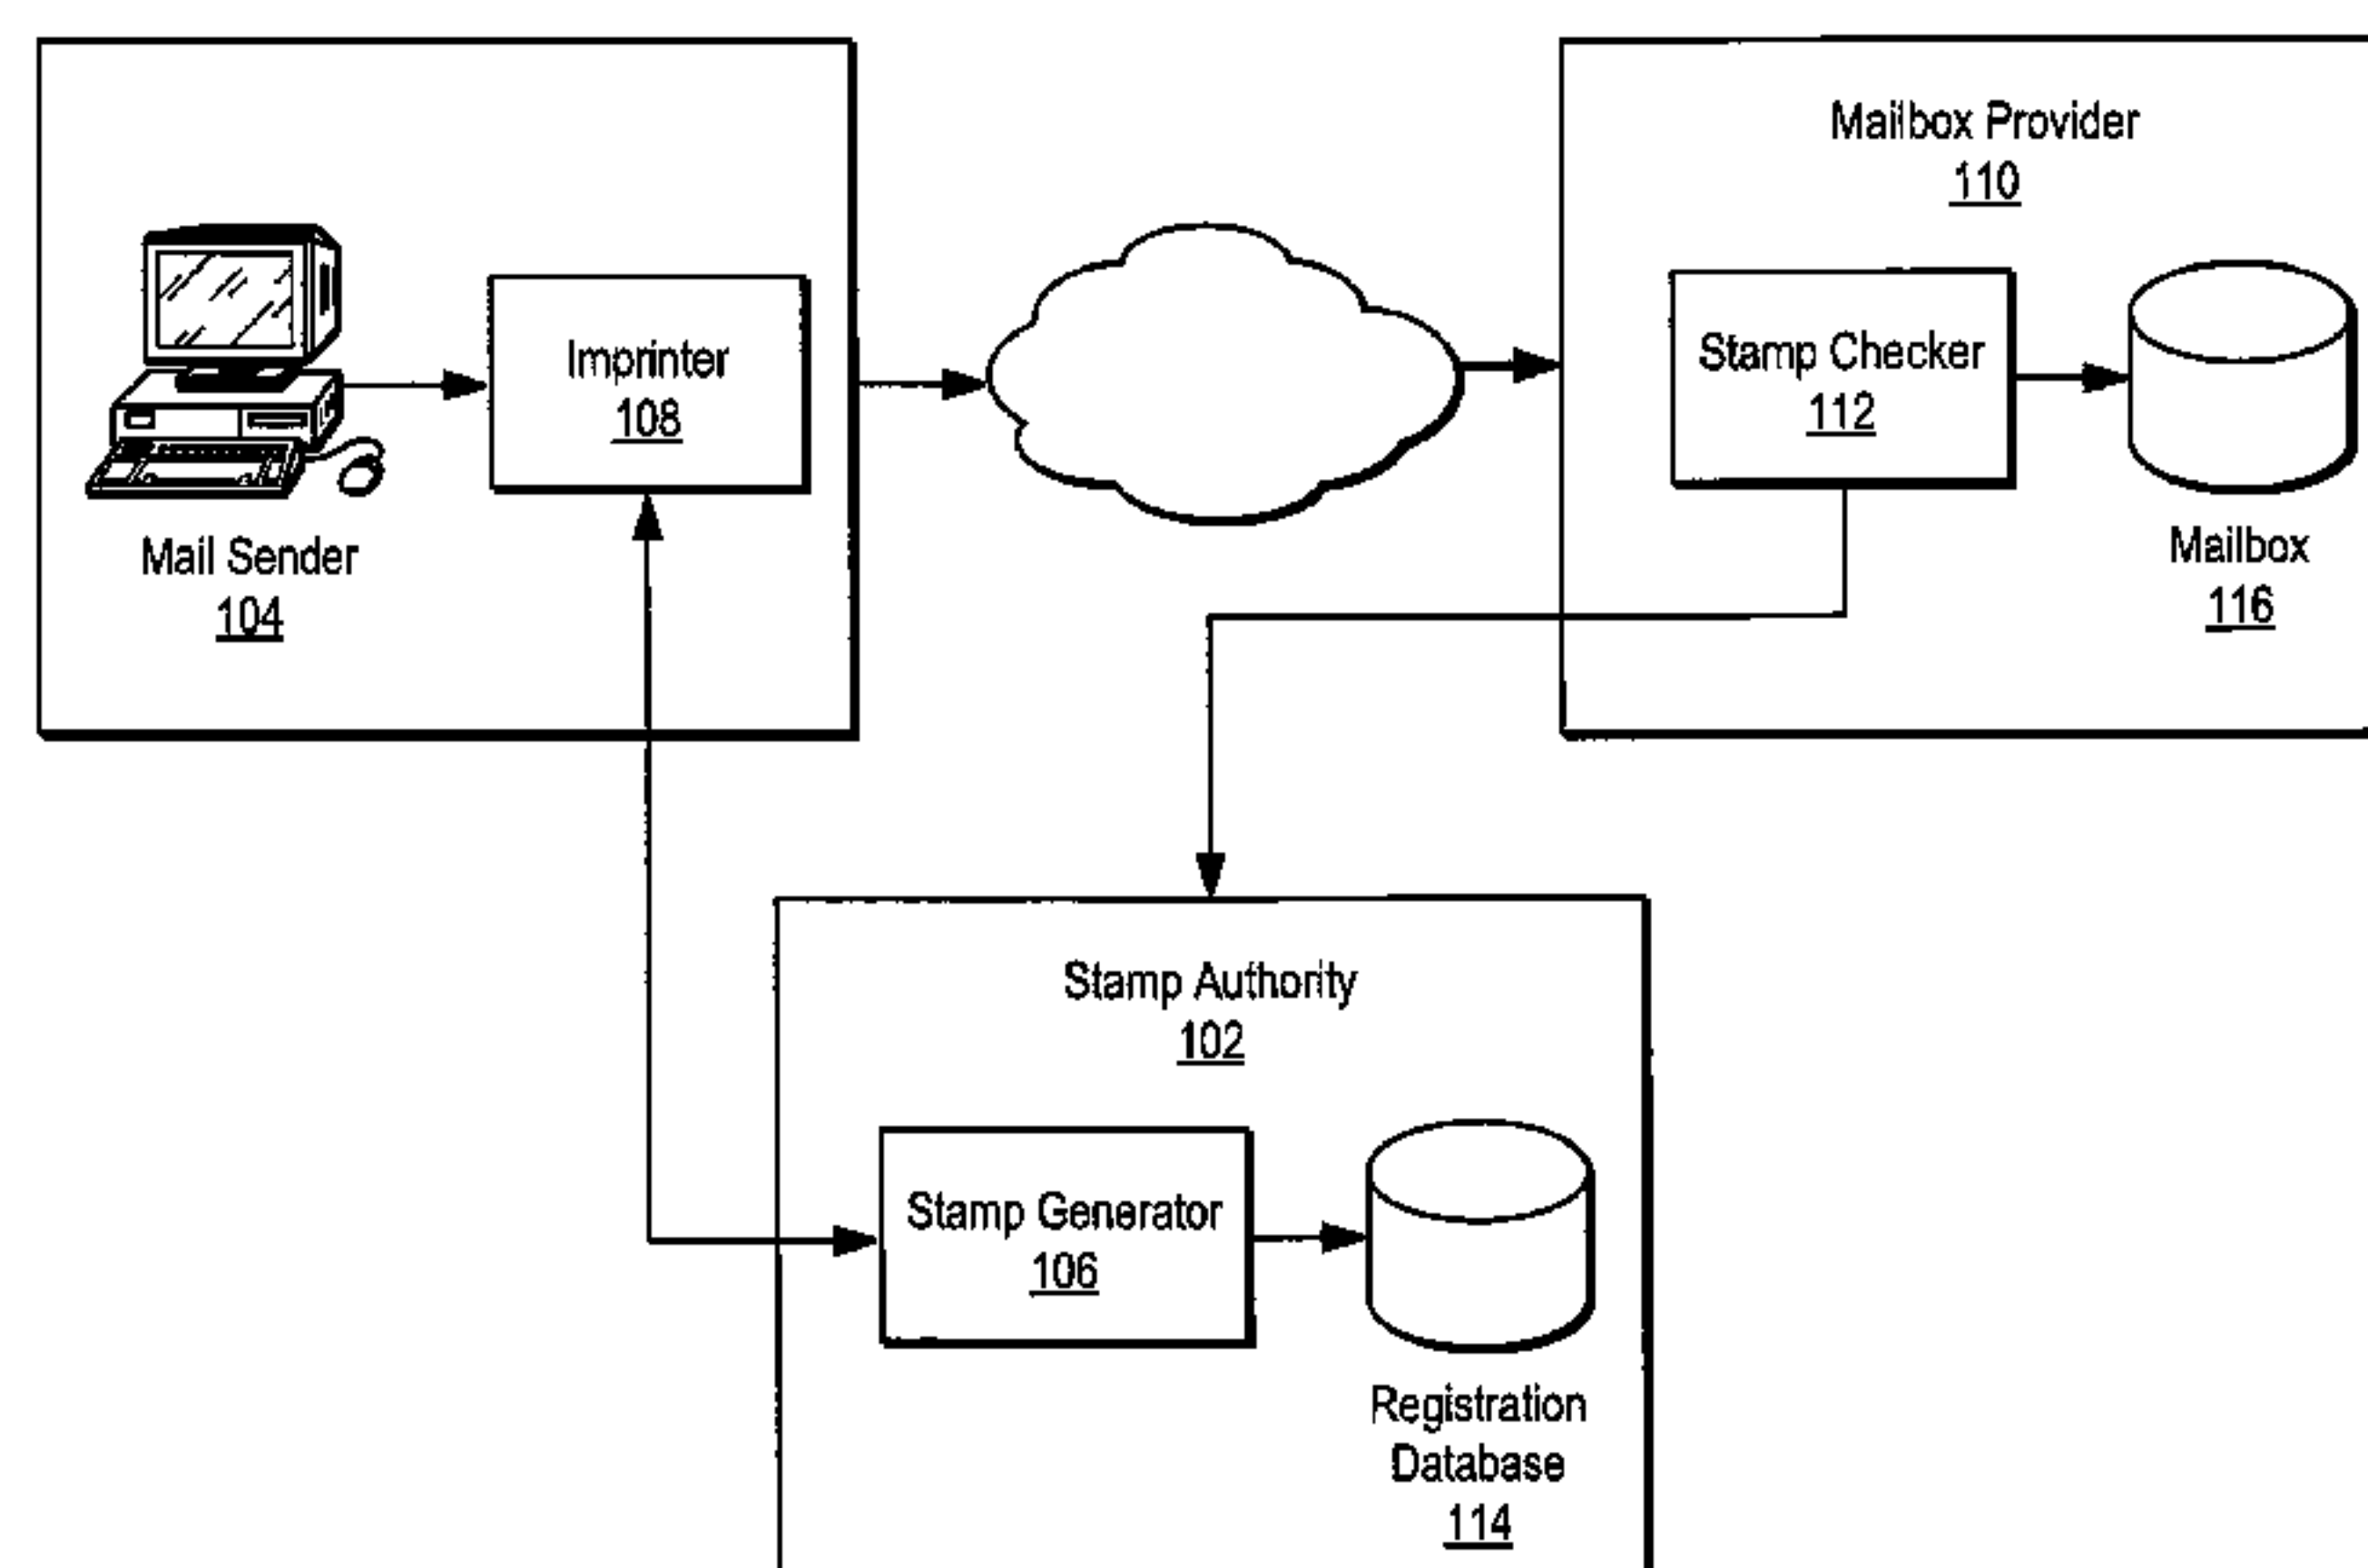 Mailbox Provider
110
Imprinter
108
Stamp Checker
112
Mail Sender
104
Mailbox
116
Stamp Authority
102
Stamp Generator
106
Registration
Database
114